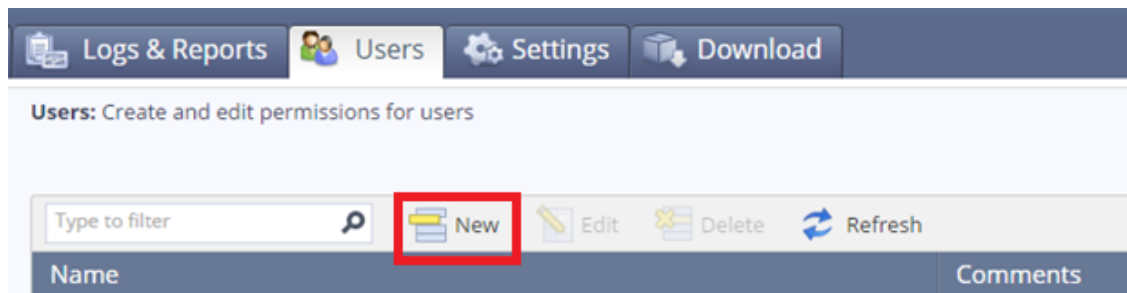 Logs & Reports Users Settings Download
Users: Create and edit permissions for users
Type to filter New Edit Delete Refresh
Name Comments